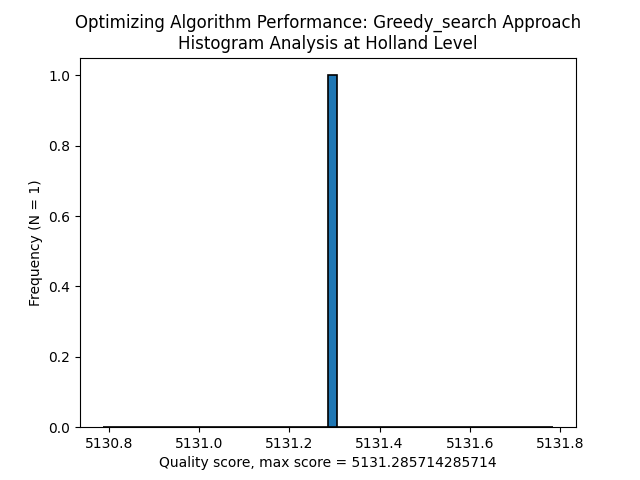 Optimizing Algorithm Performance: Greedy_search Approach
Histogram Analysis at Holland Level
1.0
0.8
0.6
0.4
0.2
0.0
Frequency (N = 1)
5130.8 5131.0 5131.2 5131.4 5131.6 5131.8
Quality score, max score = 5131.285714285714